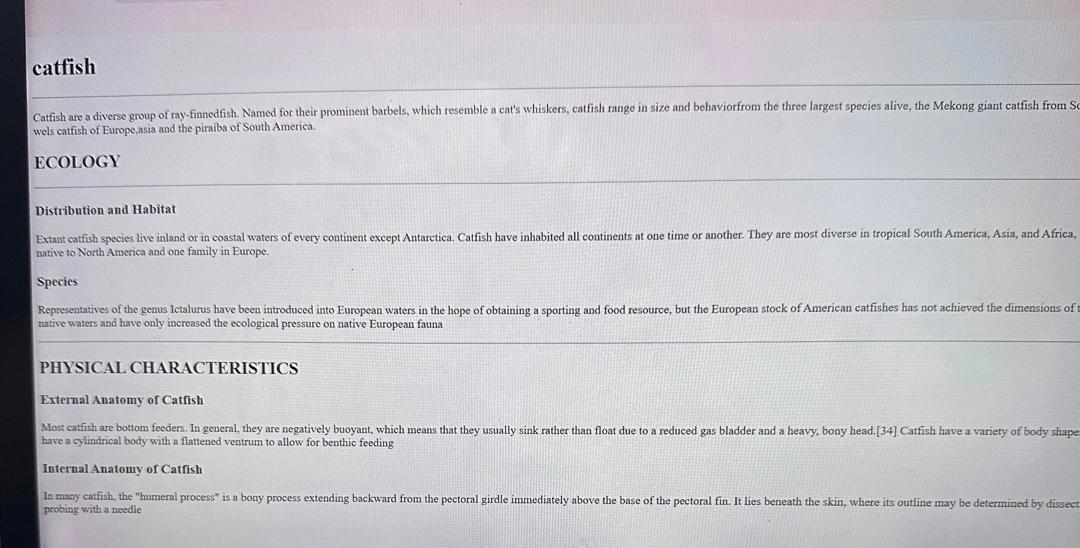 catfish
Catfish are a diverse group of ray-finnedfish. Named for their prominent barbels, which resemble a cat's whiskers, catfish range in size and behaviorfrom the three largest species alive, the Mekong giant catfish from
wels catfish of Europe,asia and the piraíba of South America.
ECOLOGY
Distribution and Habitat
Extant catfish species live inland or in coastal waters of every continent except Antarctica. Catfish have inhabited all continents at one time or another. They are most diverse in tropical South America, Asia, and Africa,
native to North America and one family in Europe.
Species
Representatives of the genus Ictalurus have been introduced into European waters in the hope of obtaining a sporting and food resource, but the European stock of American catfishes has not achieved the dimensions of
native waters and have only increased the ecological pressure on native European fauna
PHYSICAL CHARACTERISTICS
External Anatomy of Catfish
Most catfish are bottom feeders. In general, they are negatively buoyant, which means that they usually sink rather than float due to a reduced gas bladder and a heavy, bony head.[34] Catfish have a variety of body
have a cylindrical body with a flattened ventrum to allow for benthic feeding
Internal Anatomy of Catfish
In many catfish, the "humeral process" is a bony process extending backward from the pectoral girdle immediately above the base of the pectoral fin. It lies beneath the skin, where its outline may be determined by
probing with a needle